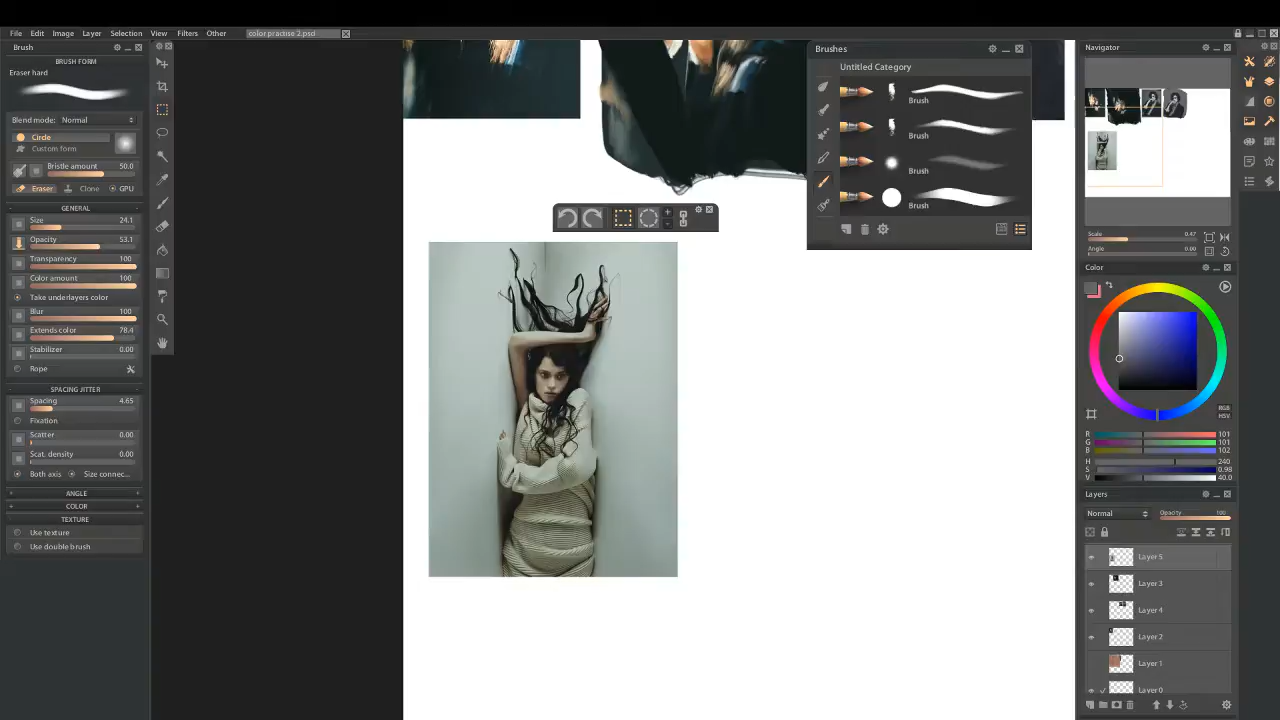 File Edit Image Layer Selection View Filters Other color practise 2.psd
Brush
BRUSH FORM
Eraser hard
Blend mode: Normal
Circle
Custom form
Bristle amount 50.0
Eraser Clone GPU
GENERAL
Size 24.1
Opacity 53.1
Transparency 100
Color amount 100
Take underlayers color
Blur 100
Extends color 78.4
Stabilizer 0.00
Rope
SPACING JITTER
Spacing 4.65
Fixation
Scatter 0.00
Scat. density 0.00
Both axis Size connec...
ANGLE
COLOR
TEXTURE
Use texture
Use double brush
Brushes
Untitled Category
Brush
Brush
Brush
Brush
Navigator
Scale 0.47
Angle 0.00
Color
RGB
HSV
R 101
G 101
B 102
H 240
S 0.98
V 40.0
Layers
Normal Opacity 100
Layer 5
Layer 3
Layer 4
Layer 2
Layer 1
Layer 0